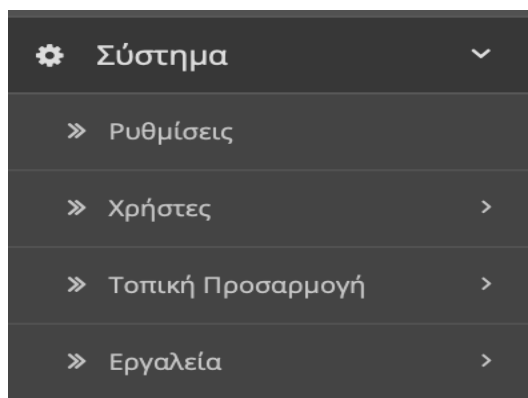 Σύστημα
Ρυθμίσεις
Χρήστες
Τοπική Προσαρμογή
Εργαλεία